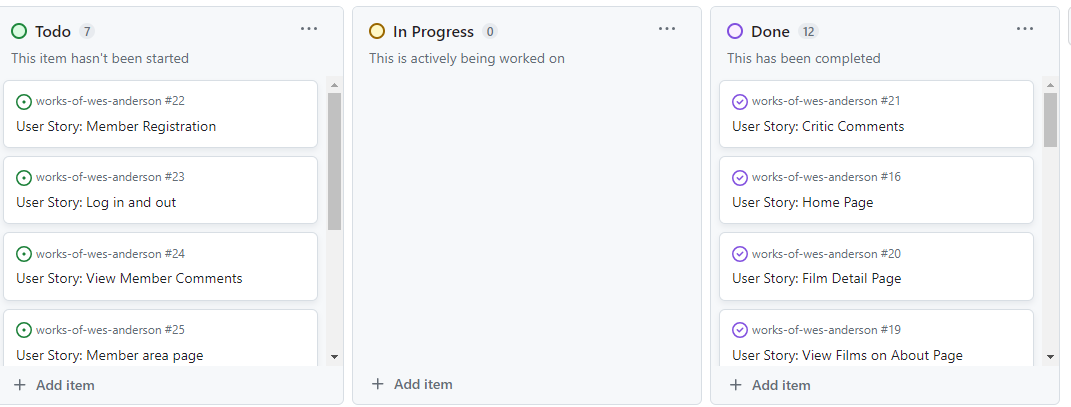 Todo 7
This item hasn't been started
works-of-wes-anderson #22
User Story: Member Registration
works-of-wes-anderson #23
User Story: Log in and out
works-of-wes-anderson #24
User Story: View Member Comments
works-of-wes-anderson #25
User Story: Member area page
Add item
In Progress 0
This is actively being worked on
Add item
Done 12
This has been completed
works-of-wes-anderson #21
User Story: Critic Comments
works-of-wes-anderson #16
User Story: Home Page
works-of-wes-anderson #20
User Story: Film Detail Page
works-of-wes-anderson #19
User Story: View Films on About Page
Add item